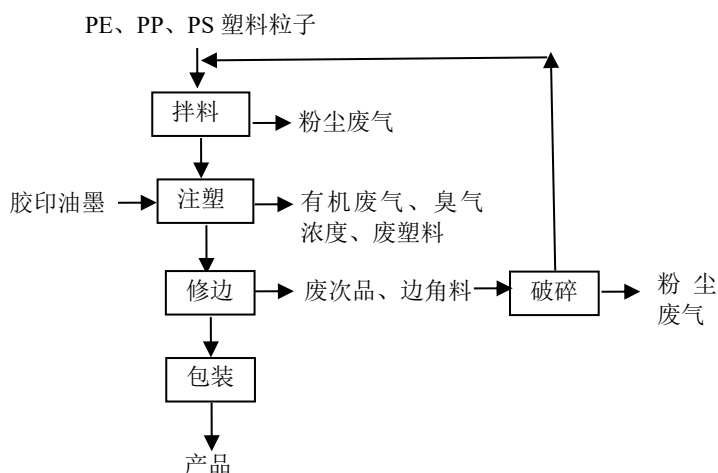 PE、PP、PS 塑料粒子
拌料
粉尘废气
胶印油墨
注塑
有机废气、臭气
浓度、废塑料
修边
废次品、边角料
破碎
粉 尘
废气
包装
产品